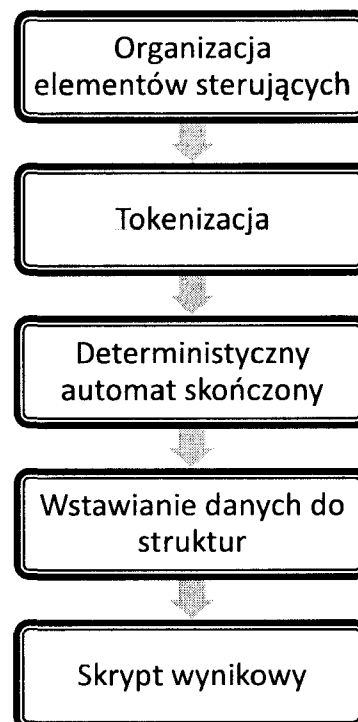 Organizacja
elementów sterujących
Tokenizacja
Deterministyczny
automat skończony
Wstawianie danych do
struktur
Skrypt wynikowy